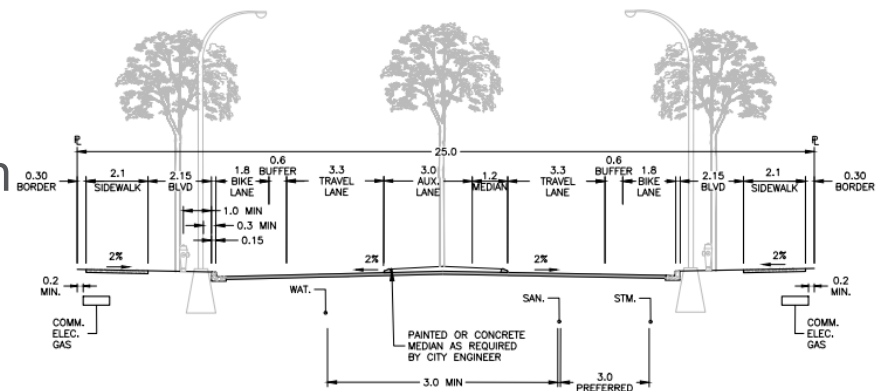 n
℄
25.0
℄
0.30
BORDER
2.1
SIDEWALK
2.15
BLVD
1.8
BIKE
LANE
0.6
BUFFER
3.3
TRAVEL
LANE
3.0
AUX.
LANE
1.2
MEDIAN
3.3
TRAVEL
LANE
0.6
BUFFER
1.8
BIKE
LANE
2.15
BLVD
2.1
SIDEWALK
0.30
BORDER
1.0 MIN
0.3 MIN
0.15
2%
2%
2%
2%
0.2
MIN.
COMM.
ELEC.
GAS
WAT.
PAINTED OR CONCRETE
MEDIAN AS REQUIRED
BY CITY ENGINEER
SAN.
STM.
0.2
MIN.
COMM.
ELEC.
GAS
3.0 MIN
3.0
PREFERRED